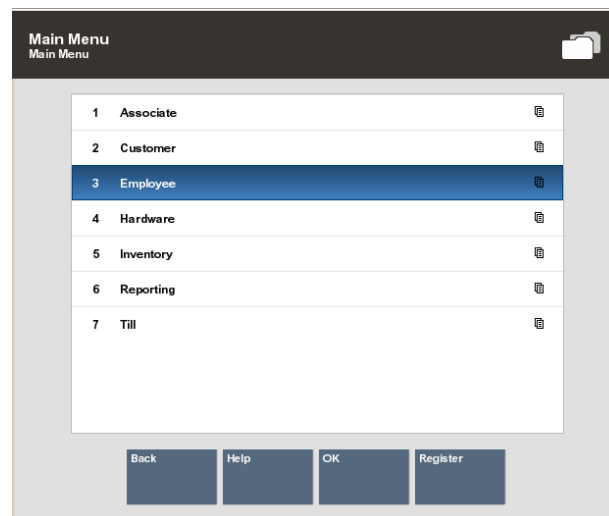 Main Menu
Main Menu
1 Associate
2 Customer
3 Employee
4 Hardware
5 Inventory
6 Reporting
7 Till
Back Help OK Register